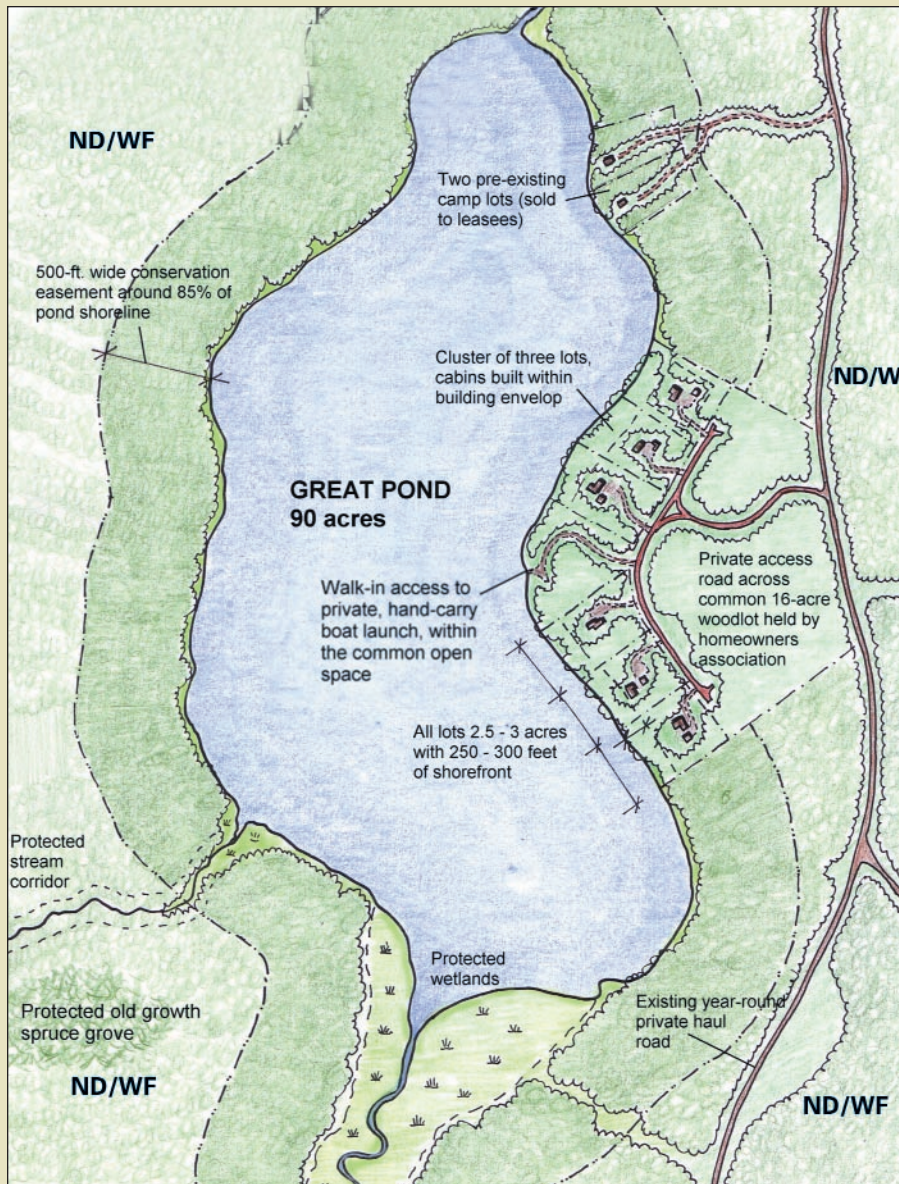 ND/WF
Two pre-existing
camp lots (sold
to leasees)
500-ft. wide conservation
easement around 85% of
pond shoreline
Cluster of three lots,
cabins built within
building envelop
ND/W
GREAT POND
90 acres
Walk-in access to
private, hand-carry
boat launch, within
the common open
space
Private access
road across
common 16-acre
woodlot held by
homeowners
association
All lots 2.5 - 3 acres
with 250 - 300 feet
of shorefront
Protected
stream
corridor
Protected
wetlands
Protected old growth
spruce grove
Existing year-round
private haul
road
ND/WF
ND/WF